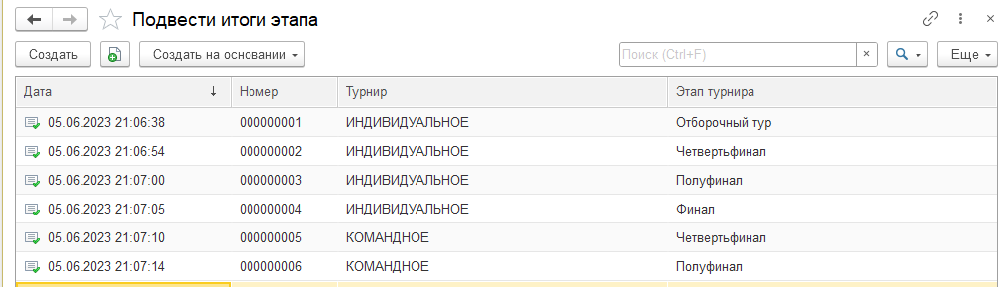 Подвести итоги этапа
Создать Создать на основании Поиск (Ctrl+F) × Еще
Дата ↓ Номер Турнир Этап турнира
05.06.2023 21:06:38 000000001 ИНДИВИДУАЛЬНОЕ Отборочный тур
05.06.2023 21:06:54 000000002 ИНДИВИДУАЛЬНОЕ Четвертьфинал
05.06.2023 21:07:00 000000003 ИНДИВИДУАЛЬНОЕ Полуфинал
05.06.2023 21:07:05 000000004 ИНДИВИДУАЛЬНОЕ Финал
05.06.2023 21:07:10 000000005 КОМАНДНОЕ Четвертьфинал
05.06.2023 21:07:14 000000006 КОМАНДНОЕ Полуфинал